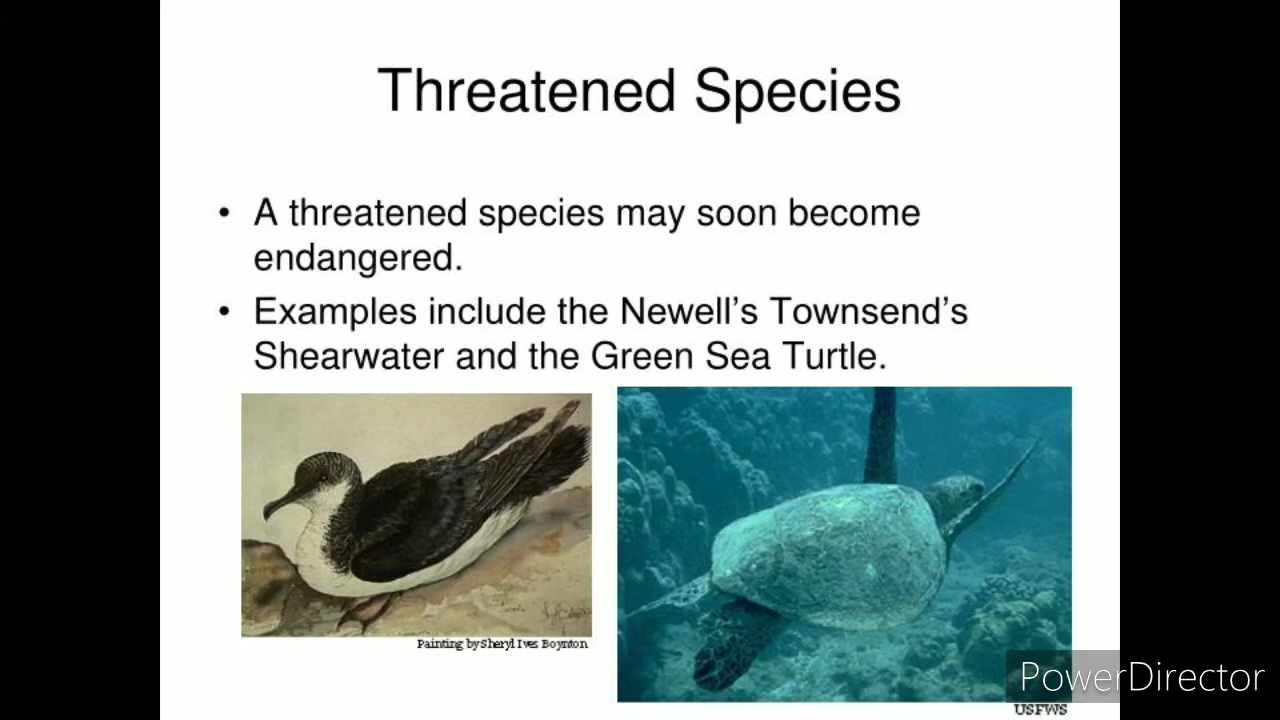 Threatened Species
• A threatened species may soon become
endangered.
• Examples include the Newell’s Townsend’s
Shearwater and the Green Sea Turtle.
Painting by Sheryl Ives Boynton
PowerDirector
USFWS